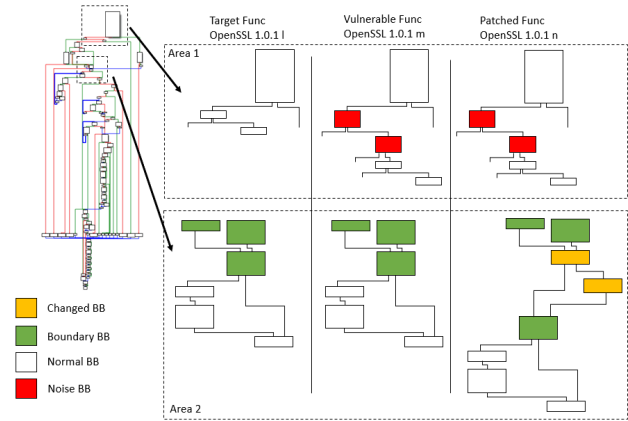 Target Func
OpenSSL 1.0.1 l
Vulnerable Func
OpenSSL 1.0.1 m
Patched Func
OpenSSL 1.0.1 n
Area 1
Changed BB
Boundary BB
Normal BB
Noise BB
Area 2